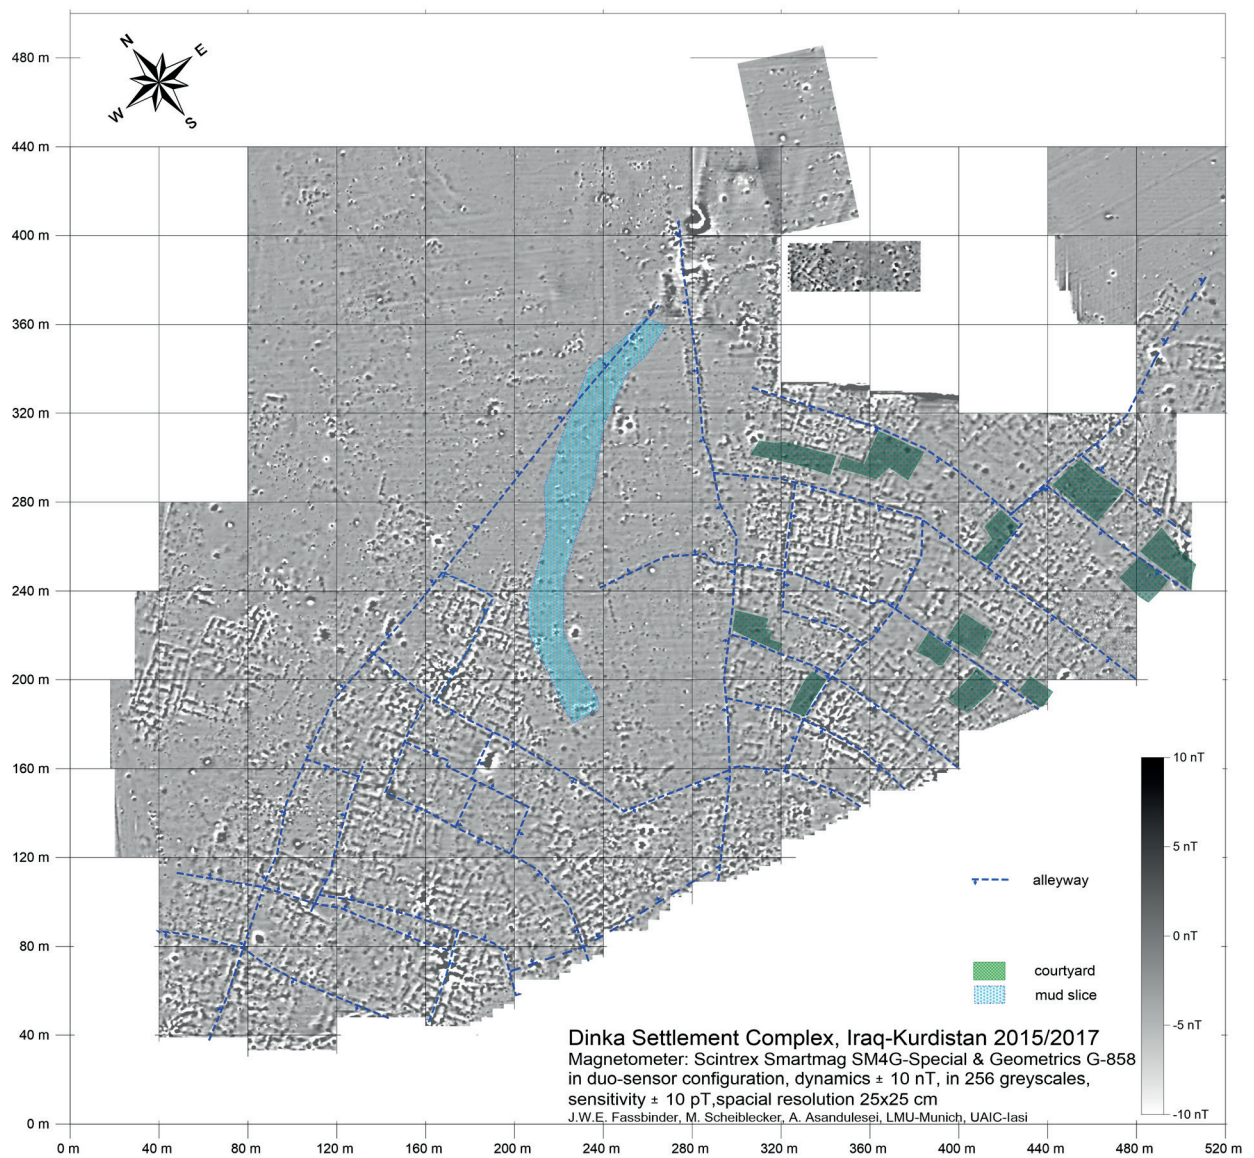 N
E
W
S
480 m
440 m
400 m
360 m
320 m
280 m
240 m
200 m
160 m
120 m
80 m
40 m
0 m
10 nT
5 nT
0 nT
-5 nT
-10 nT
alleyway
courtyard
mud slice
Dinka Settlement Complex, Iraq-Kurdistan 2015/2017
Magnetometer: Scintrex Smartmag SM4G-Special & Geometrics G-858
in duo-sensor configuration, dynamics ± 10 nT, in 256 greyscales,
sensitivity ± 10 pT,spacial resolution 25x25 cm
J.W.E. Fassbinder, M. Scheiblecker, A. Asandulesei, LMU-Munich, UAIC-Iasi
0 m 40 m 80 m 120 m 160 m 200 m 240 m 280 m 320 m 360 m 400 m 440 m 480 m 520 m